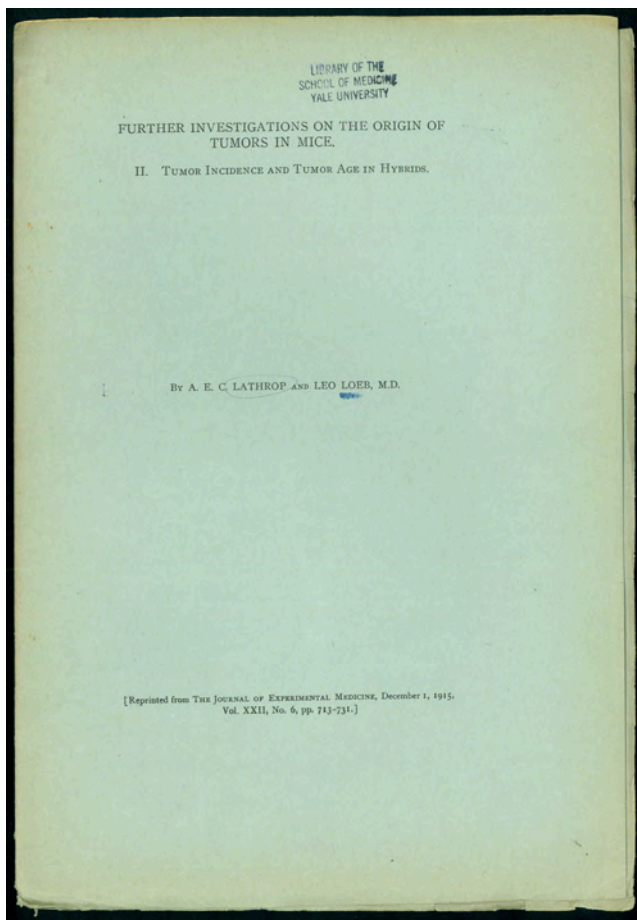 LIBRARY OF THE
SCHOOL OF MEDICINE
YALE UNIVERSITY
FURTHER INVESTIGATIONS ON THE ORIGIN OF
TUMORS IN MICE.
II. TUMOR INCIDENCE AND TUMOR AGE IN HYBRIDS.
BY A. E. C. LATHROP AND LEO LOEB, M.D.
[Reprinted from THE JOURNAL OF EXPERIMENTAL MEDICINE, December 1, 1915,
Vol. XXII, No. 6, pp. 713-731.]